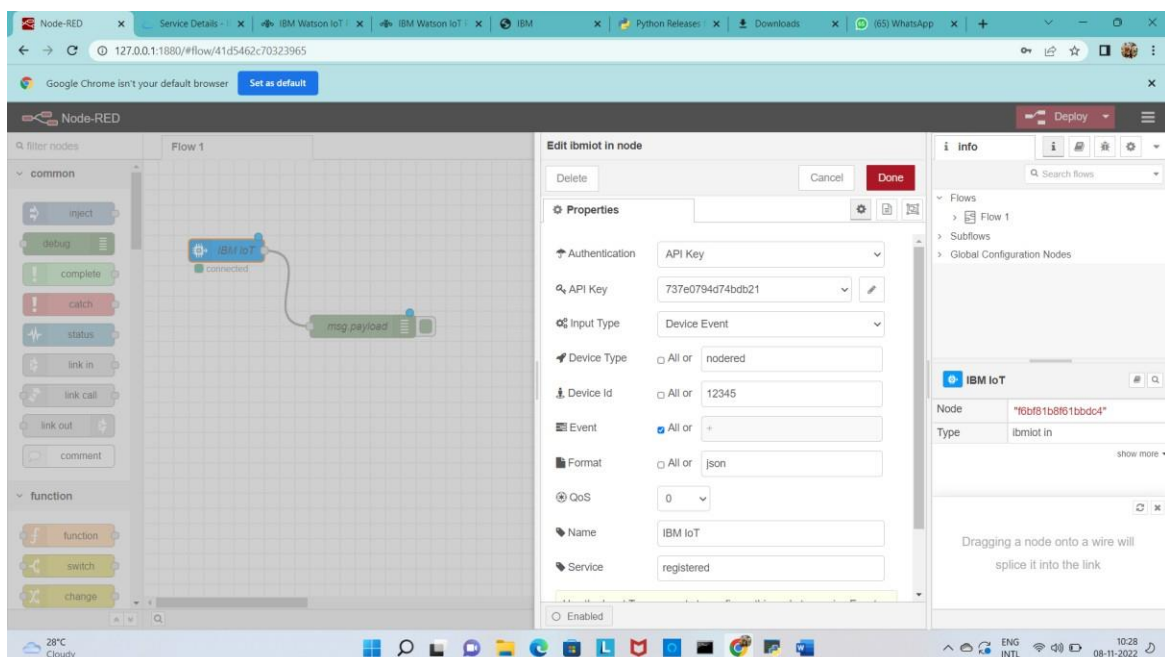 Node-RED
Service Details - I
IBM Watson IoT
IBM Watson IoT
IBM
Python Releases
Downloads
(65) WhatsApp
127.0.0.1:1880/#flow/41d5462c70323965
Google Chrome isn't your default browser
Set as default
Node-RED
Deploy
filter nodes
Flow 1
Edit ibmiot in node
i info
common
Delete
Cancel
Done
Search flows
inject
Properties
Flows
Flow 1
debug
IBM IoT
Authentication
API Key
Subflows
complete
connected
Global Configuration Nodes
catch
API Key
737e0794d74bdb21
status
msg.payload
Input Type
Device Event
link in
Device Type
All or
nodered
link call
Device Id
All or
12345
IBM IoT
link out
Event
All or
+
Node
"f6bf81b8f61bbdc4"
comment
Format
All or
json
Type
ibmiot in
show more
function
QoS
0
function
Name
IBM IoT
Dragging a node onto a wire will
switch
Service
registered
splice it into the link
change
Enabled
28°C
Cloudy
ENG
INTL
10:28
08-11-2022